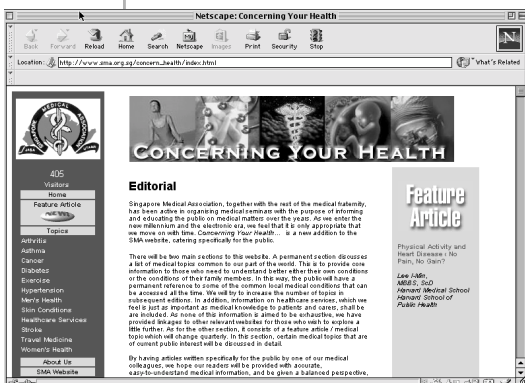 Netscape: Concerning Your Health
Back Forward Reload Home Search Netscape Images Print Security Stop
Location: http://www.sma.org.sg/concern_health/index.html
What's Related
SINGAPORE MEDICAL ASSOCIATION
405
Visitors
Home
Feature Article
Topics
Arthritis
Asthma
Cancer
Diabetes
Exercise
Hypertension
Men's Health
Skin Conditions
Healthcare Services
Stroke
Travel Medicine
Women's Health
About Us
SMA Website
CONCERNING YOUR HEALTH
Editorial
Singapore Medical Association, together with the rest of the medical fraternity,
has been active in organising medical seminars with the purpose of informing
and educating the public on medical matters over the years. As we enter the
new millennium and the electronic era, we feel that it is only appropriate that
we move on with time. Concerning Your Health... is a new addition to the
SMA website, catering specifically for the public.
There will be two main sections to this website. A permanent section discusses
a list of medical topics common to our part of the world. This is to provide core
information to those who need to understand better either their own conditions
or the conditions of their family members. In this way, the public will have a
permanent reference to some of the common local medical conditions that can
be accessed all the time. We will try to increase the number of topics in
subsequent editions. In addition, information on healthcare services, which we
feel is just as important as medical knowledge to patients and carers, shall be
are included. As none of this information is aimed to be exhaustive, we have
provided linkages to other relevant websites for those who wish to explore a
little further. As for the other section, it consists of a feature article / medical
topic which will change quarterly. In this section, certain medical topics that are
of current public interest will be discussed in detail.
By having articles written specifically for the public by one of our medical
colleagues, we hope our readers will be provided with accurate,
easy-to-understand medical information, and be given a balanced perspective,
Feature
Article
Physical Activity and
Heart Disease : No
Pain, No Gain?
Lee I-Min,
MBBS, ScD
Harvard Medical School
Harvard School of
Public Health